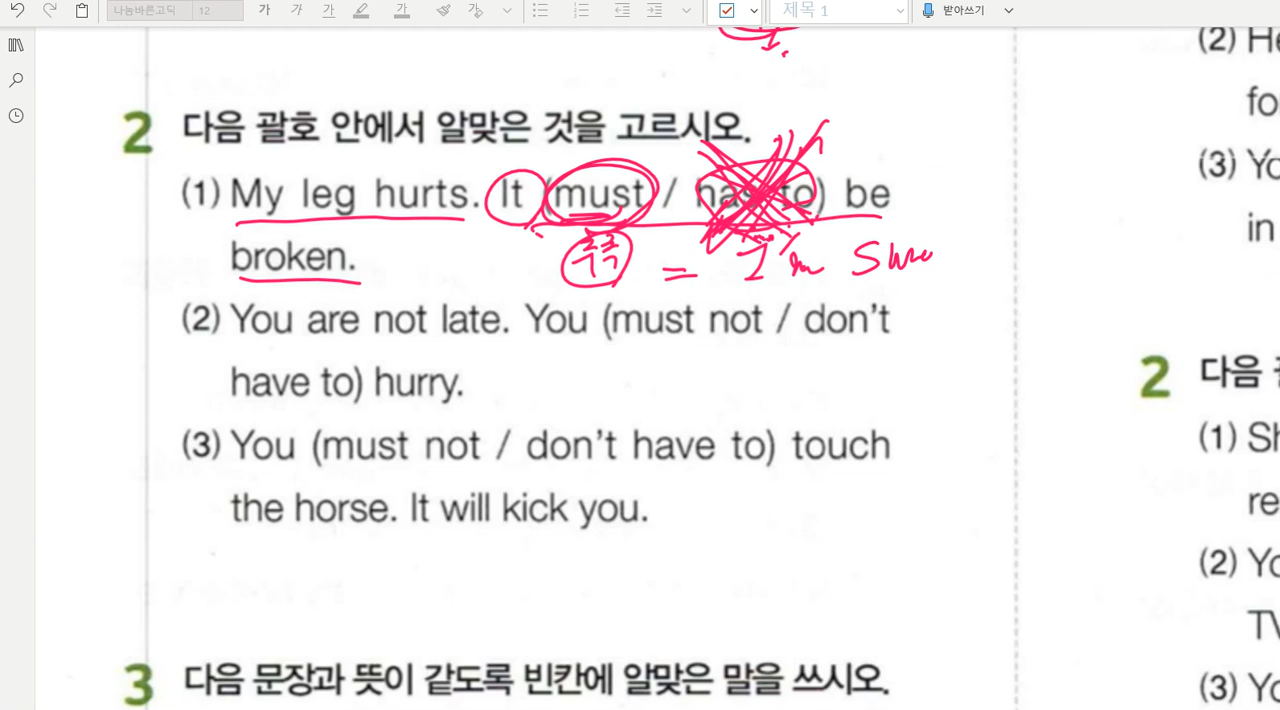 나눔바른고딕 12 가 가 가 가 가 제목 1 받아쓰기
2 다음 괄호 안에서 알맞은 것을 고르시오.
(1) My leg hurts. It (must / has to) be
broken.
= I'm sure
(2) You are not late. You (must not / don't
have to) hurry.
(3) You (must not / don't have to) touch
the horse. It will kick you.
3 다음 문장과 뜻이 같도록 빈칸에 알맞은 말을 쓰시오.
(2) He
fo
(3) Yo
in
2 다음
(1) Sh
re
(2) Yo
TV
(3) Yo